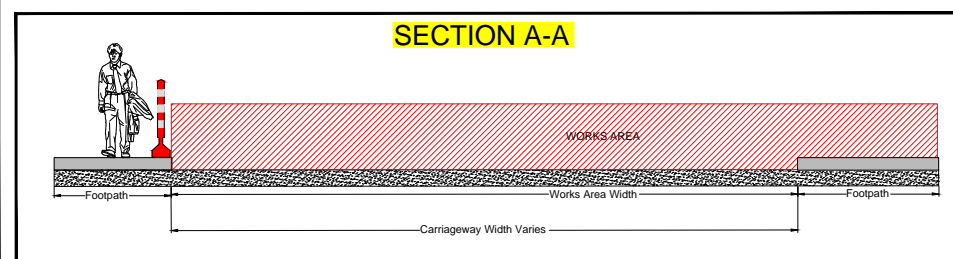 SECTION A-A
WORKS AREA
Footpath
Works Area Width
Footpath
Carriageway Width Varies